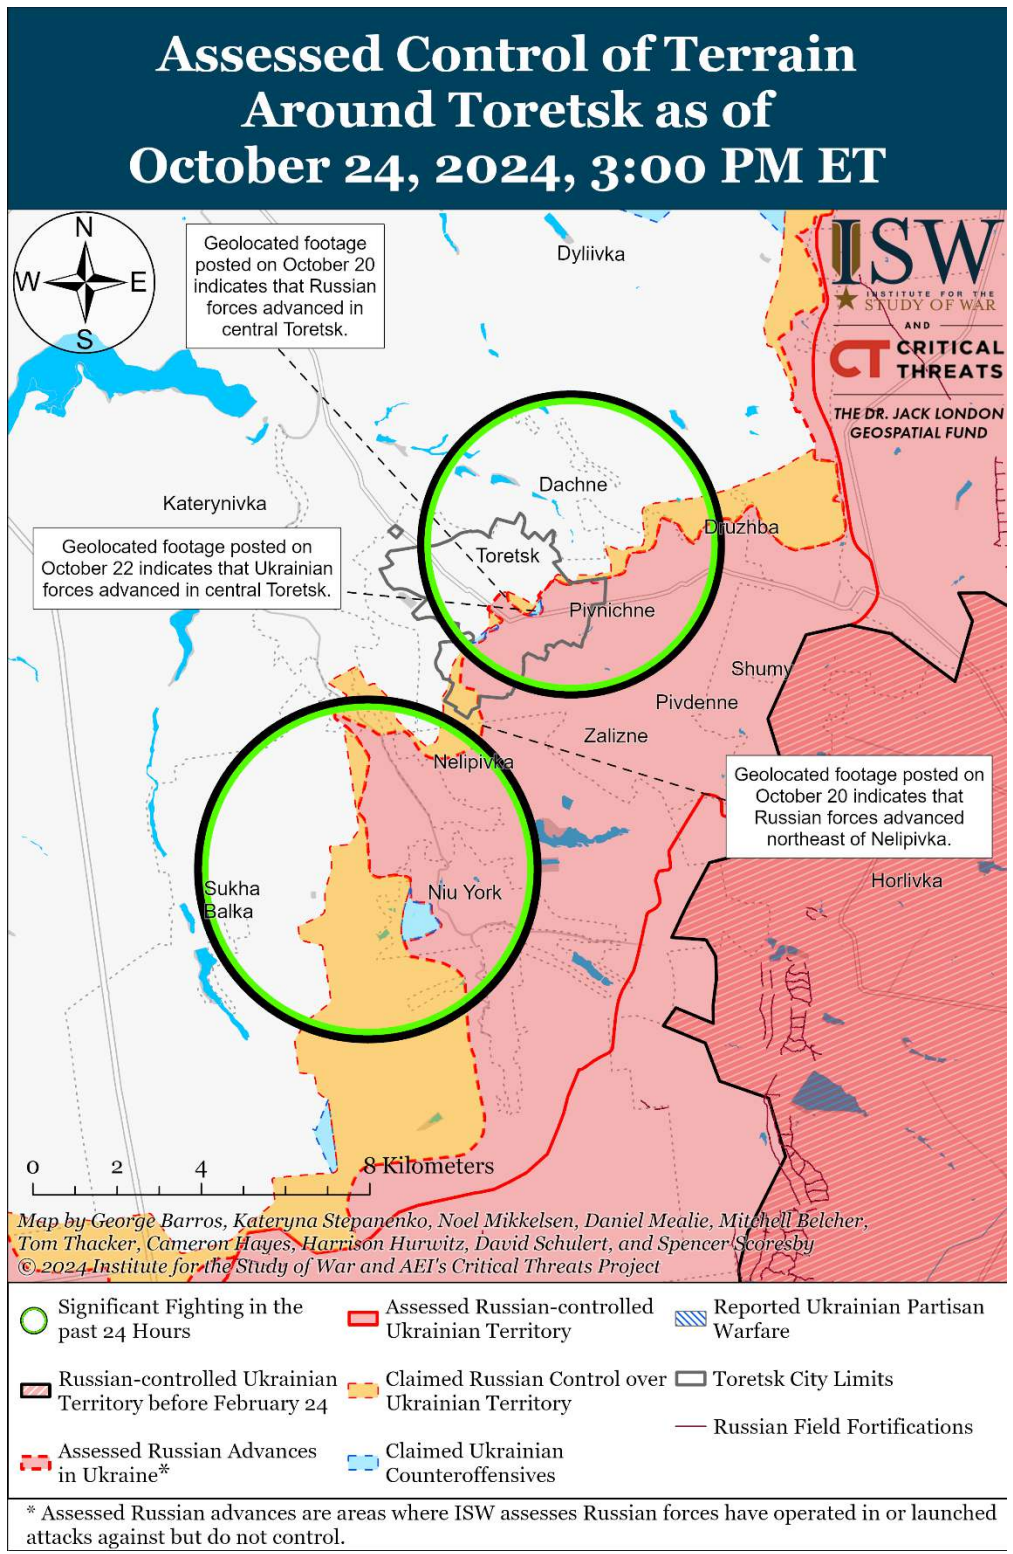 Assessed Control of Terrain
Around Toretsk as of
October 24, 2024, 3:00 PM ET
N
W
E
S
Geolocated footage
posted on October 20
indicates that Russian
forces advanced in
central Toretsk.
Dyliivka
ISW
INSTITUTE FOR THE
STUDY OF WAR
AND
CT CRITICAL
THREATS
THE DR. JACK LONDON
GEOSPATIAL FUND
Dachne
Katerynivka
Druzhba
Geolocated footage posted on
October 22 indicates that Ukrainian
forces advanced in central Toretsk.
Toretsk
Pivnichne
Shumy
Pivdenne
Zalizne
Nelipivka
Geolocated footage posted on
October 20 indicates that
Russian forces advanced
northeast of Nelipivka.
Horlivka
Sukha
Balka
Niu York
0 2 4 8 Kilometers
Map by George Barros, Kateryna Stepanenko, Noel Mikkelsen, Daniel Mealie, Mitchell Belcher,
Tom Thacker, Cameron Hayes, Harrison Hurwitz, David Schulert, and Spencer Scoresby
© 2024 Institute for the Study of War and AEI's Critical Threats Project
Significant Fighting in the
past 24 Hours
Russian-controlled Ukrainian
Territory before February 24
Assessed Russian Advances
in Ukraine*
Assessed Russian-controlled
Ukrainian Territory
Claimed Russian Control over
Ukrainian Territory
Claimed Ukrainian
Counteroffensives
Reported Ukrainian Partisan
Warfare
Toretsk City Limits
Russian Field Fortifications
* Assessed Russian advances are areas where ISW assesses Russian forces have operated in or launched
attacks against but do not control.